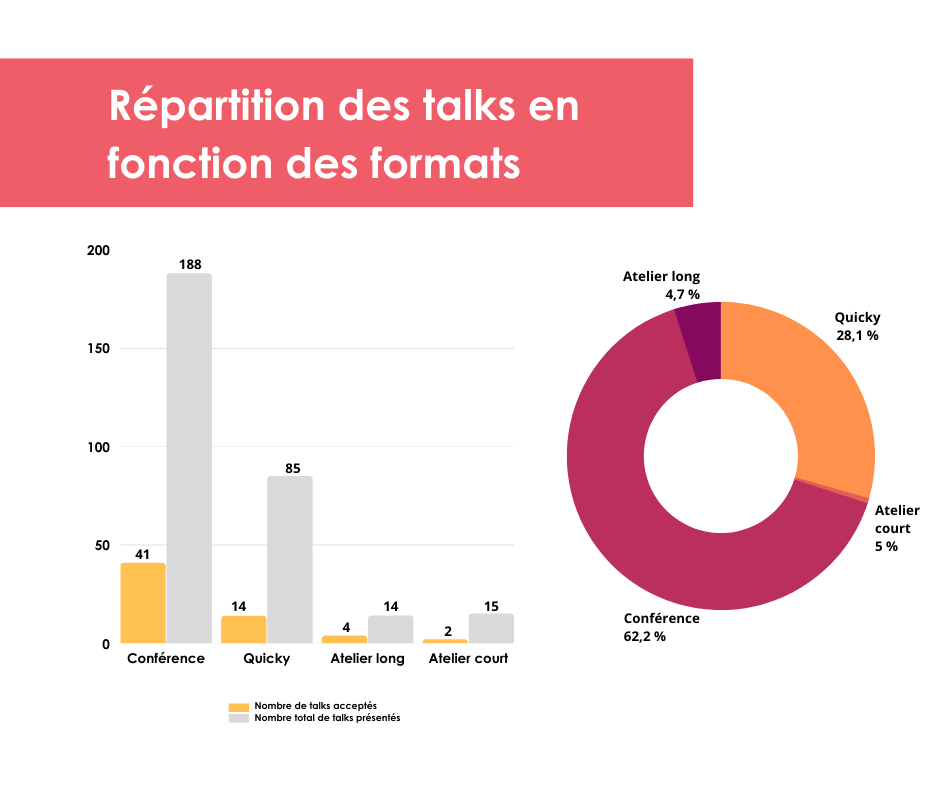 Répartition des talks en
fonction des formats
200
150
100
50
0
188
41
85
14
14
4
15
2
Conférence
Quicky
Atelier long
Atelier court
Nombre de talks acceptés
Nombre total de talks présentés
Atelier long
4,7 %
Quicky
28,1 %
Atelier
court
5 %
Conférence
62,2 %